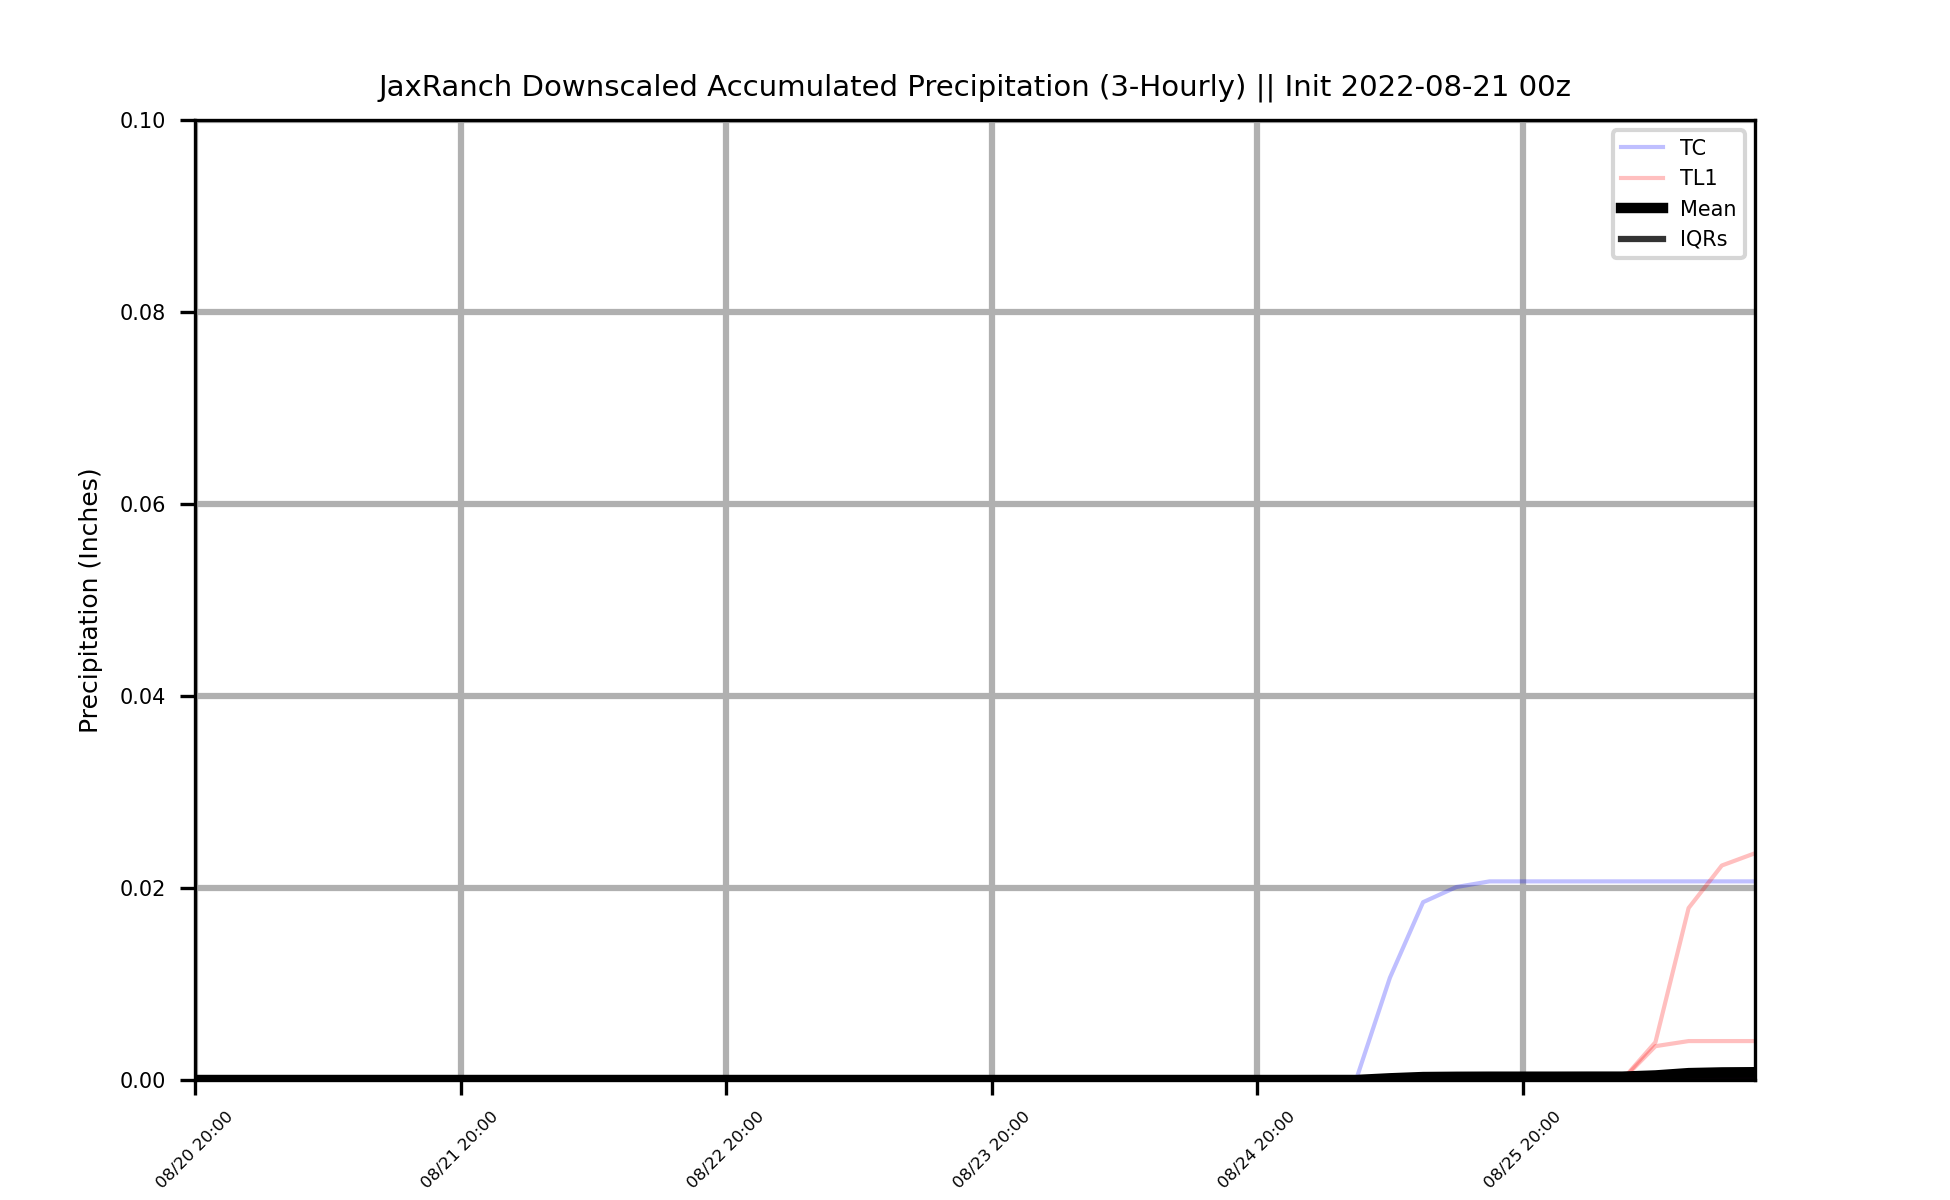 JaxRanch Downscaled Accumulated Precipitation (3-Hourly) || Init 2022-08-21 00z
TC
TL1
Mean
IQRs
Precipitation (Inches)
0.10
0.08
0.06
0.04
0.02
0.00
08/20 20:00
08/21 20:00
08/22 20:00
08/23 20:00
08/24 20:00
08/25 20:00